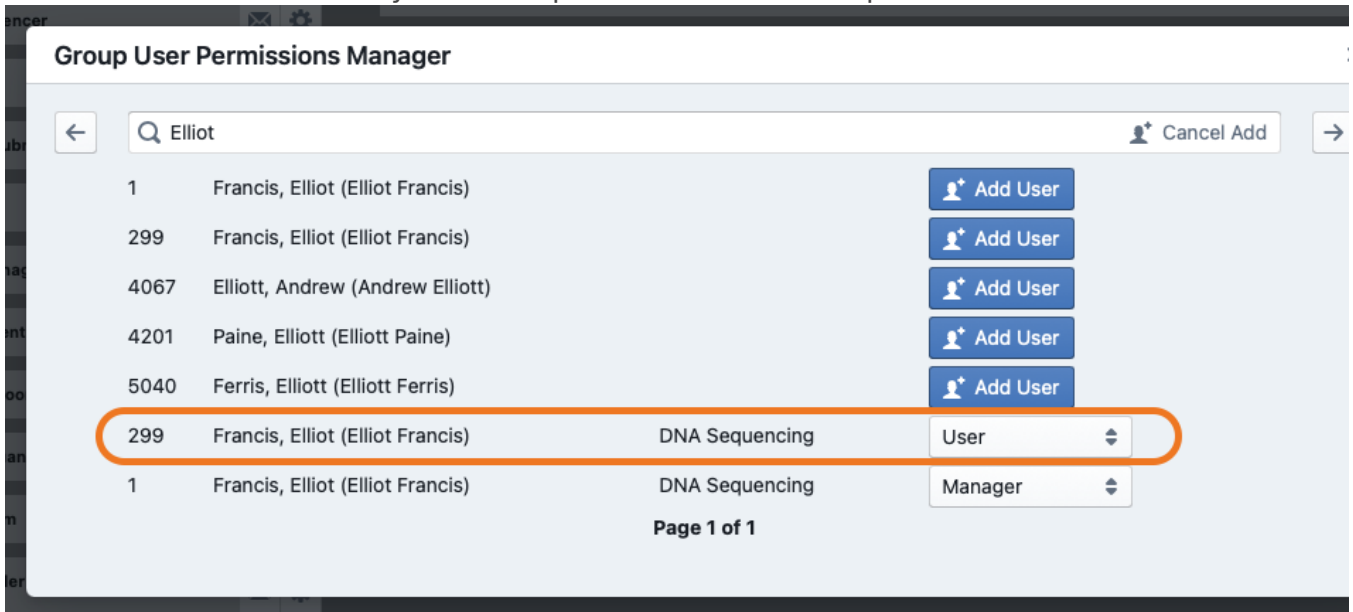 Group User Permissions Manager
Elliot Cancel Add
1 Francis, Elliot (Elliot Francis) Add User
299 Francis, Elliot (Elliot Francis) Add User
4067 Elliott, Andrew (Andrew Elliott) Add User
4201 Paine, Elliott (Elliott Paine) Add User
5040 Ferris, Elliott (Elliott Ferris) Add User
299 Francis, Elliot (Elliot Francis) DNA Sequencing User
1 Francis, Elliot (Elliot Francis) DNA Sequencing Manager
Page 1 of 1